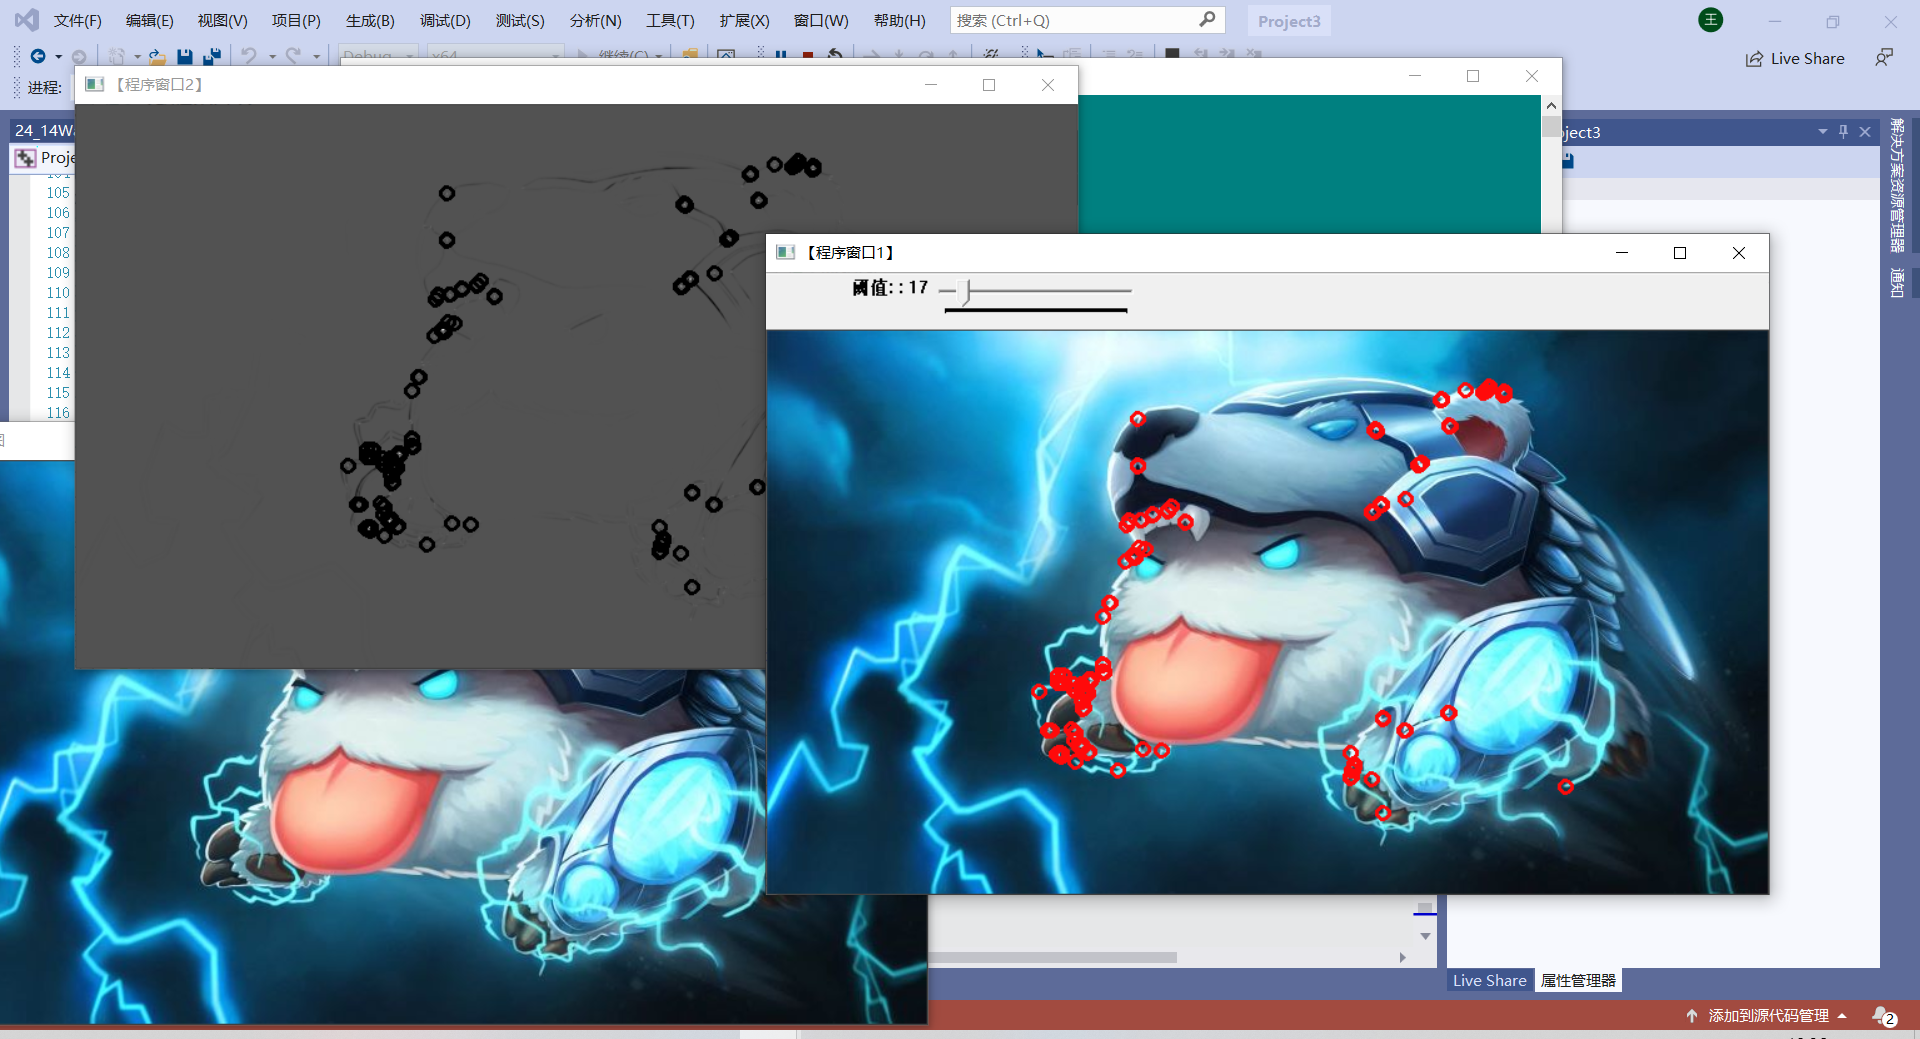 文件(F) 编辑(E) 视图(V) 项目(P) 生成(B) 调试(D) 测试(S) 分析(N) 工具(T) 扩展(X) 窗口(W) 帮助(H) 搜索 (Ctrl+Q) Project3 王
Debug x64 继续(C) Live Share
进程:
【程序窗口2】
24_14Wa
ject3
Proje
105
106
107
108
109
110
111
112
113
114
115
116
解决方案资源管理器
通知
【程序窗口1】
阈值: : 17
Live Share 属性管理器
添加到源代码管理 2